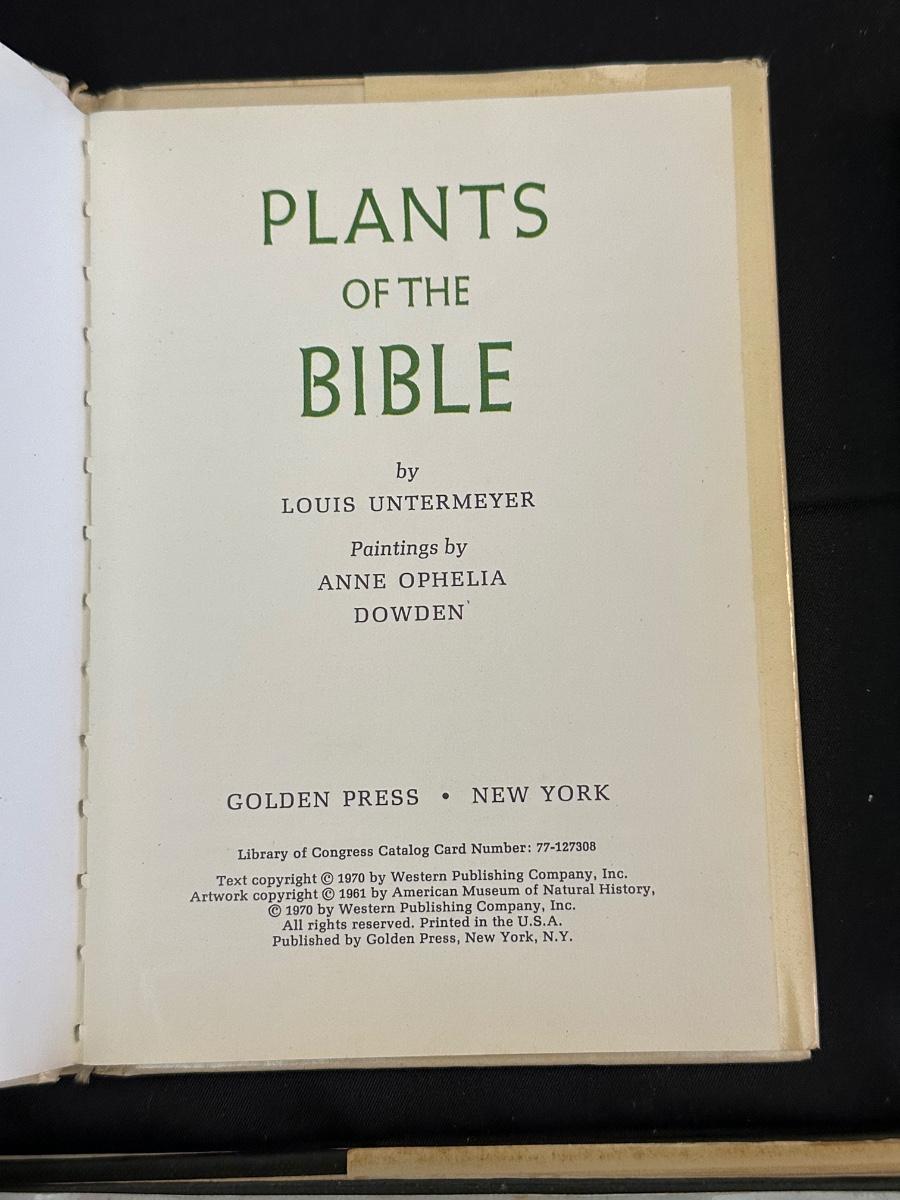 PLANTS
OF THE
BIBLE
by
LOUIS UNTERMEYER
Paintings by
ANNE OPHELIA
DOWDEN
GOLDEN PRESS • NEW YORK
Library of Congress Catalog Card Number: 77-127308
Text copyright © 1970 by Western Publishing Company, Inc.
Artwork copyright © 1961 by American Museum of Natural History,
© 1970 by Western Publishing Company, Inc.
All rights reserved. Printed in the U.S.A.
Published by Golden Press, New York, N.Y.